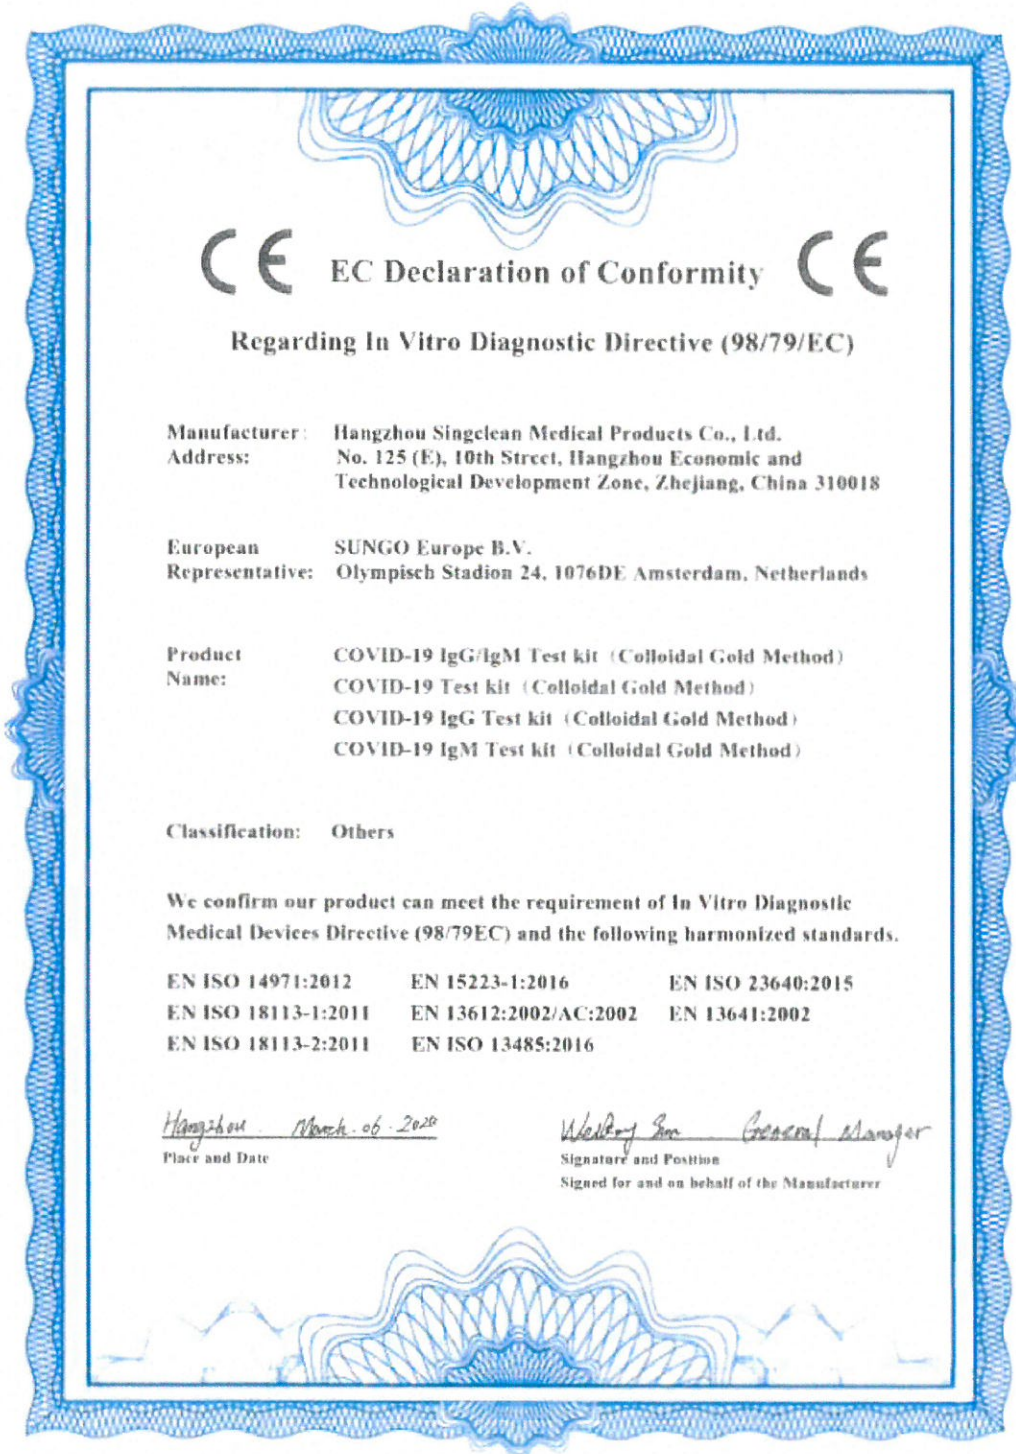 CE EC Declaration of Conformity CE
Regarding In Vitro Diagnostic Directive (98/79/EC)
Manufacturer: Hangzhou Singclean Medical Products Co., Ltd.
Address: No. 125 (E), 10th Street, Hangzhou Economic and
Technological Development Zone, Zhejiang, China 310018
European SUNGO Europe B.V.
Representative: Olympisch Stadion 24, 1076DE Amsterdam, Netherlands
Product COVID-19 IgG/IgM Test kit (Colloidal Gold Method)
Name: COVID-19 Test kit (Colloidal Gold Method)
COVID-19 IgG Test kit (Colloidal Gold Method)
COVID-19 IgM Test kit (Colloidal Gold Method)
Classification: Others
We confirm our product can meet the requirement of In Vitro Diagnostic
Medical Devices Directive (98/79EC) and the following harmonized standards.
EN ISO 14971:2012 EN 15223-1:2016 EN ISO 23640:2015
EN ISO 18113-1:2011 EN 13612:2002/AC:2002 EN 13641:2002
EN ISO 18113-2:2011 EN ISO 13485:2016
Hangzhou March. 06. 2020 General Manager
Place and Date Signature and Position
Signed for and on behalf of the Manufacturer